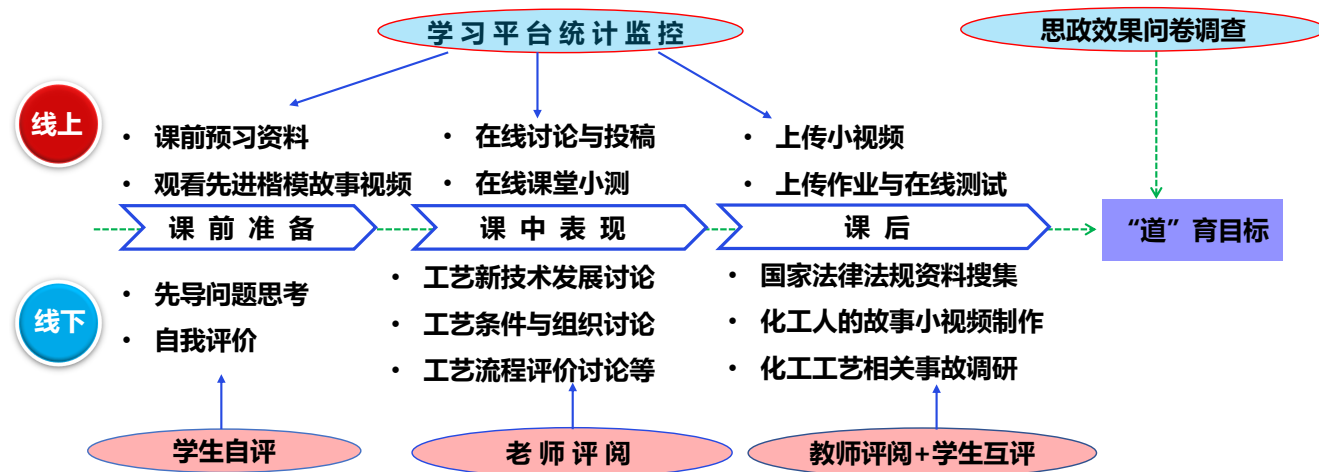 学习平台统计监控
思政效果问卷调查
线上
• 课前预习资料
• 观看先进楷模故事视频
• 在线讨论与投稿
• 在线课堂小测
• 上传小视频
• 上传作业与在线测试
课前准备
课中表现
课后
“道”育目标
线下
• 先导问题思考
• 自我评价
• 工艺新技术发展讨论
• 工艺条件与组织讨论
• 工艺流程评价讨论等
• 国家法律法规资料搜集
• 化工人的故事小视频制作
• 化工工艺相关事故调研
学生自评
老师评阅
教师评阅+学生互评